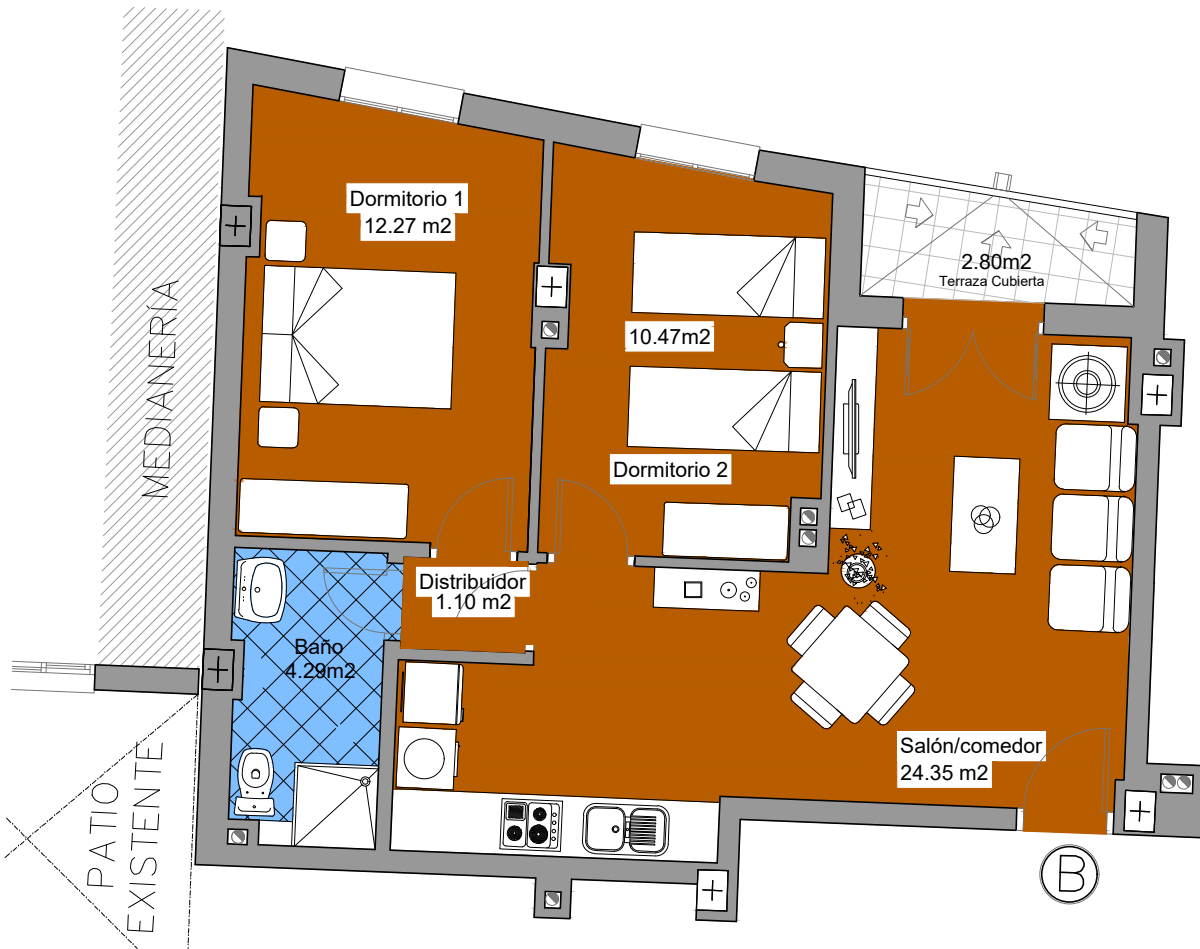 Dormitorio 1
12.27 m2
2.80m2
Terraza Cubierta
10.47m2
Dormitorio 2
MEDIANERÍA
Distribuidor
1.10 m2
Baño
4.29m2
Salón/comedor
24.35 m2
PATIO
EXISTENTE
B